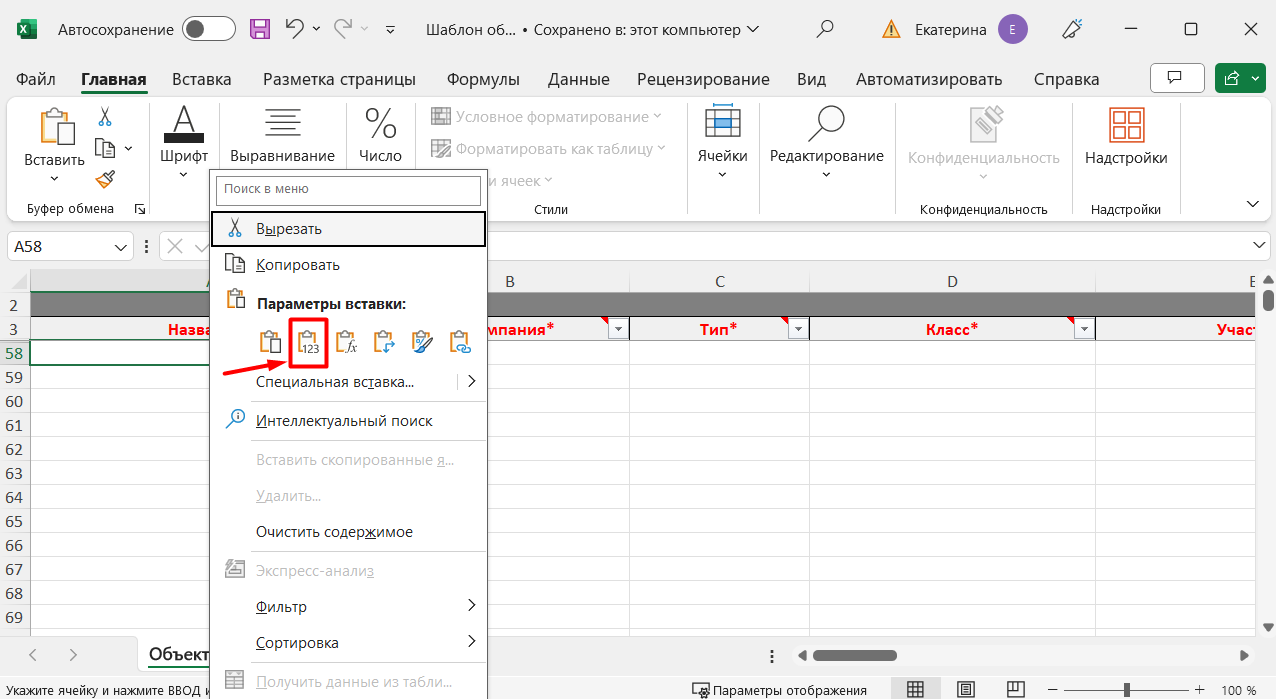 Автосохранение
Шаблон об... • Сохранено в: этот компьютер
Екатерина
E
Файл Главная Вставка Разметка страницы Формулы Данные Рецензирование Вид Автоматизировать Справка
Вставить
Буфер обмена
Шрифт
Выравнивание
Число
Условное форматирование
Форматировать как таблицу
и ячеек
Стили
Ячейки
Редактирование
Конфиденциальность
Конфиденциальность
Надстройки
Надстройки
A58
Поиск в меню
Вырезать
Копировать
Параметры вставки:
123
fx
Специальная вставка...
Интеллектуальный поиск
Вставить скопированные я...
Удалить...
Очистить содержимое
Экспресс-анализ
Фильтр
Сортировка
Получить данные из табли...
B C D E
2
3 Назва мпания* Тип* Класс* Участ
58
59
60
61
62
63
64
65
66
67
68
69
Объект
Укажите ячейку и нажмите ВВОД и
Параметры отображения
100 %